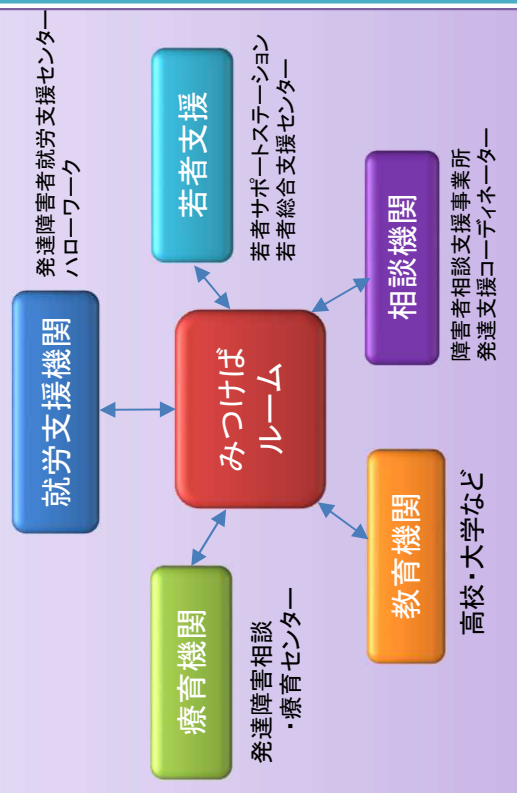 就労支援機関
発達障害者就労支援センター
ハローワーク
療育機関
発達障害相談
・療育センター
みつけば
ルーム
若者支援
若者サポートステーション
若者総合支援センター
教育機関
高校・大学など
相談機関
障害者相談支援事業所
発達支援コーディネーター